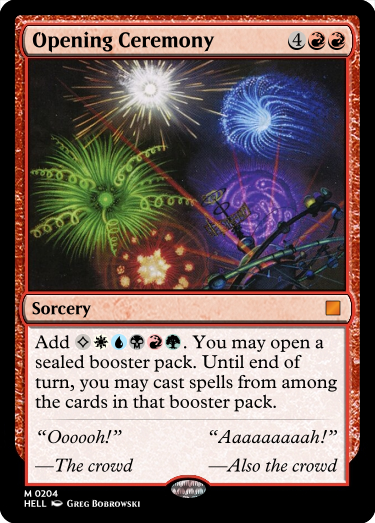 Opening Ceremony 4
Sorcery
Add . You may open a
sealed booster pack. Until end of
turn, you may cast spells from among
the cards in that booster pack.
“Oooooh!” “Aaaaaaaaah!”
—The crowd —Also the crowd
M 0204
HELL Greg Bobrowski